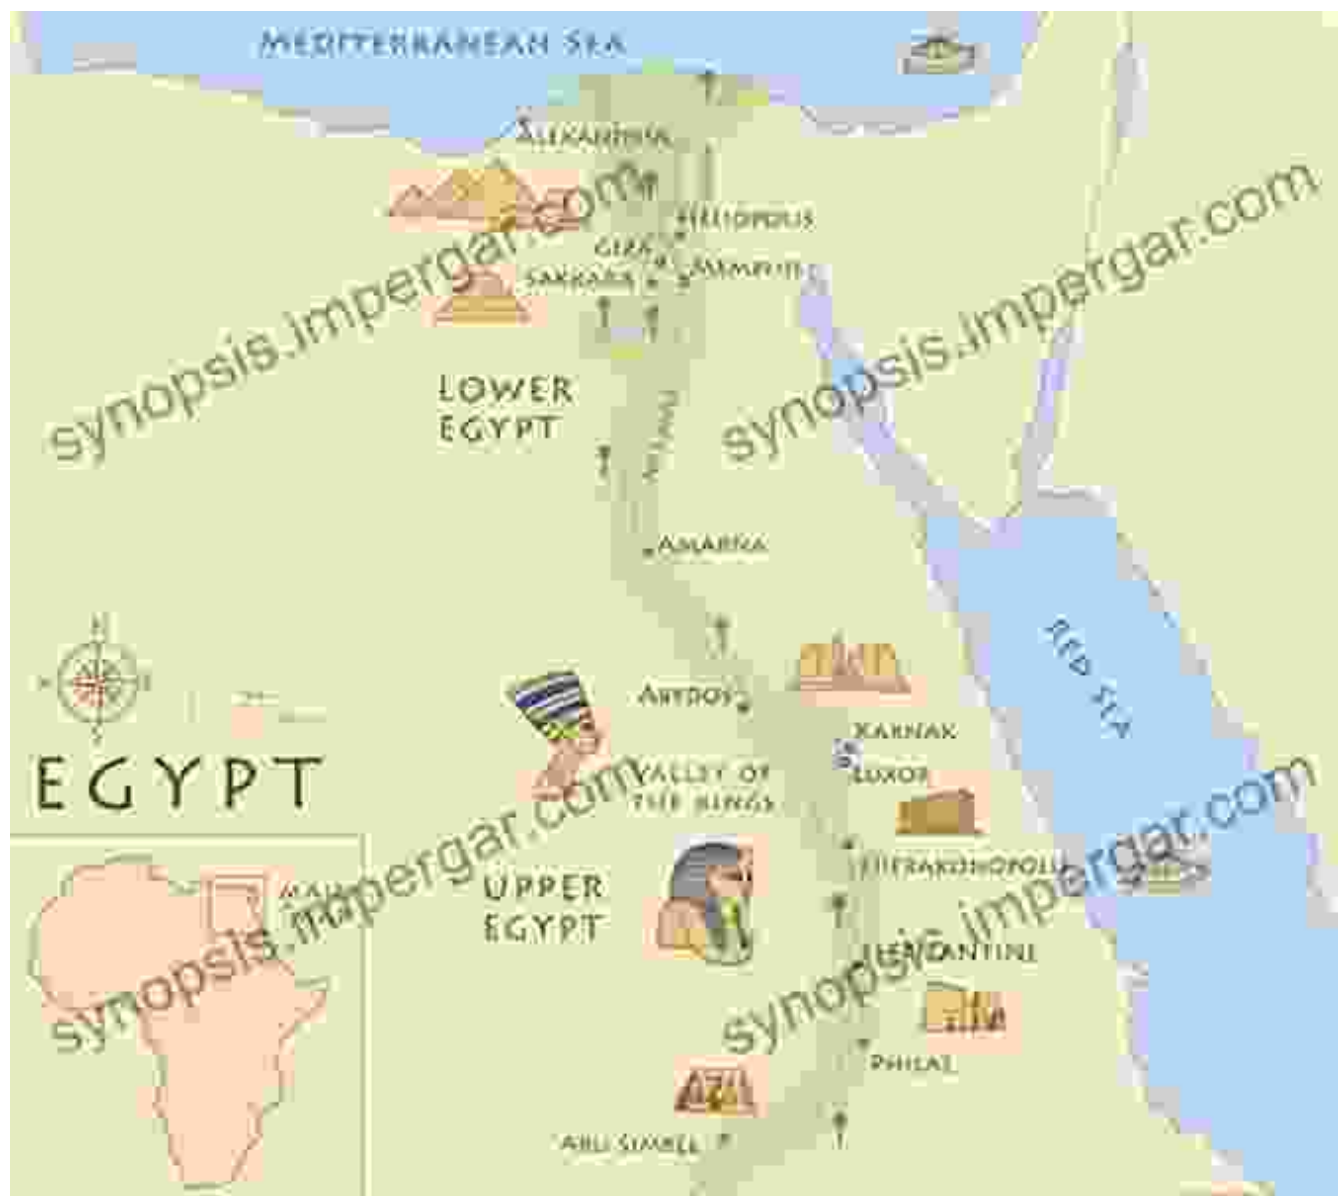 MEDITERRANEAN SEA
ALEXANDRIA
HELIOPOLIS
GIZA
MEMPHIS
SAKKARA
LOWER
EGYPT
AMARNA
RED SEA
ABYDOS
KARNAK
LUXOR
VALLEY OF
THE KINGS
EGYPT
HIERAKONOPOLIS
UPPER
EGYPT
ELEPHANTINE
PHILAE
ABU SIMBEL
synopsis.impergar.com
synopsis.impergar.com
synopsis.impergar.com
synopsis.impergar.com